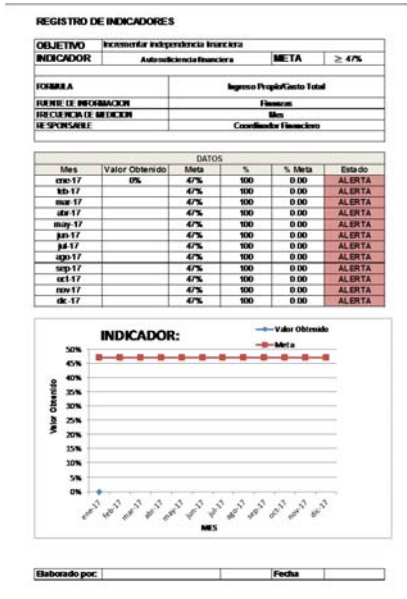 REGISTRO DE INDICADORES
OBJETIVO Incrementar independencia financiera
INDICADOR Autosuficiencia financiera META ≥ 47%
FORMULA Ingreso Propio/Gasto Total
FUENTE DE INFORMACION Finanzas
FRECUENCIA DE MEDICION Mes
RESPONSABLE Coordinador Financiero
DATOS
Mes Valor Obtenido Meta % % Meta Estado
ene-17 0% 47% 100 0.00 ALERTA
feb-17 47% 100 0.00 ALERTA
mar-17 47% 100 0.00 ALERTA
abr-17 47% 100 0.00 ALERTA
may-17 47% 100 0.00 ALERTA
jun-17 47% 100 0.00 ALERTA
jul-17 47% 100 0.00 ALERTA
ago-17 47% 100 0.00 ALERTA
sep-17 47% 100 0.00 ALERTA
oct-17 47% 100 0.00 ALERTA
nov-17 47% 100 0.00 ALERTA
dic-17 47% 100 0.00 ALERTA
INDICADOR:
Valor Obtenido
Meta
50%
45%
40%
35%
30%
25%
20%
15%
10%
5%
0%
Valor Obtenido
ene-17 feb-17 mar-17 abr-17 may-17 jun-17 jul-17 ago-17 sep-17 oct-17 nov-17 dic-17
MES
Elaborado por: Fecha